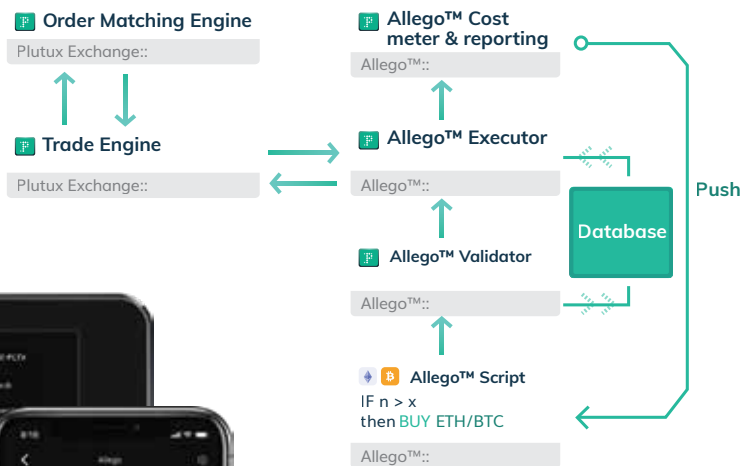 Order Matching Engine
Plutux Exchange::
Trade Engine
Plutux Exchange::
Allego™ Cost
meter & reporting
Allego™::
Allego™ Executor
Allego™::
Allego™ Validator
Allego™::
Allego™ Script
IF n > x
then BUY ETH/BTC
Allego™::
Database
Push
Allego